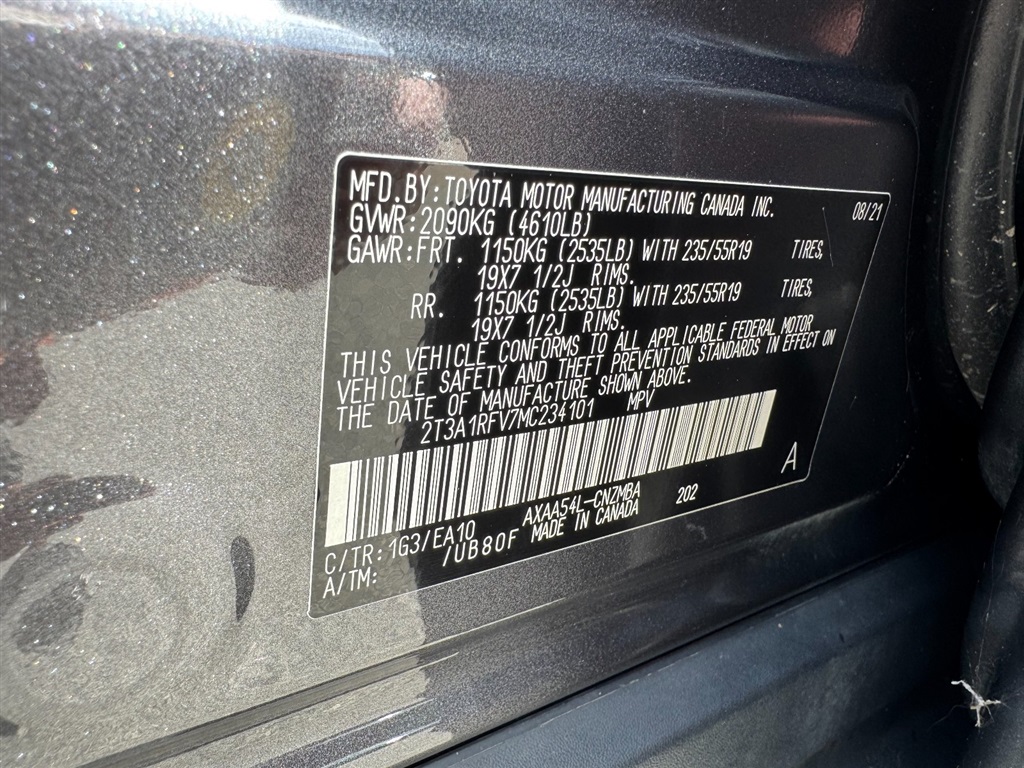 MFD.BY:TOYOTA MOTOR MANUFACTURING CANADA INC. 08/21
GVWR:2090KG (4610LB)
GAWR:FRT. 1150KG (2535LB) WITH 235/55R19 TIRES,
19X7 1/2J RIMS.
RR. 1150KG (2535LB) WITH 235/55R19 TIRES,
19X7 1/2J RIMS.
THIS VEHICLE CONFORMS TO ALL APPLICABLE FEDERAL MOTOR
VEHICLE SAFETY AND THEFT PREVENTION STANDARDS IN EFFECT ON
THE DATE OF MANUFACTURE SHOWN ABOVE.
2T3A1RFV7MC234101 MPV
A
C/TR:1G3/EA10 AXAA54L-CNZMBA 202
A/TM: /UB80F MADE IN CANADA